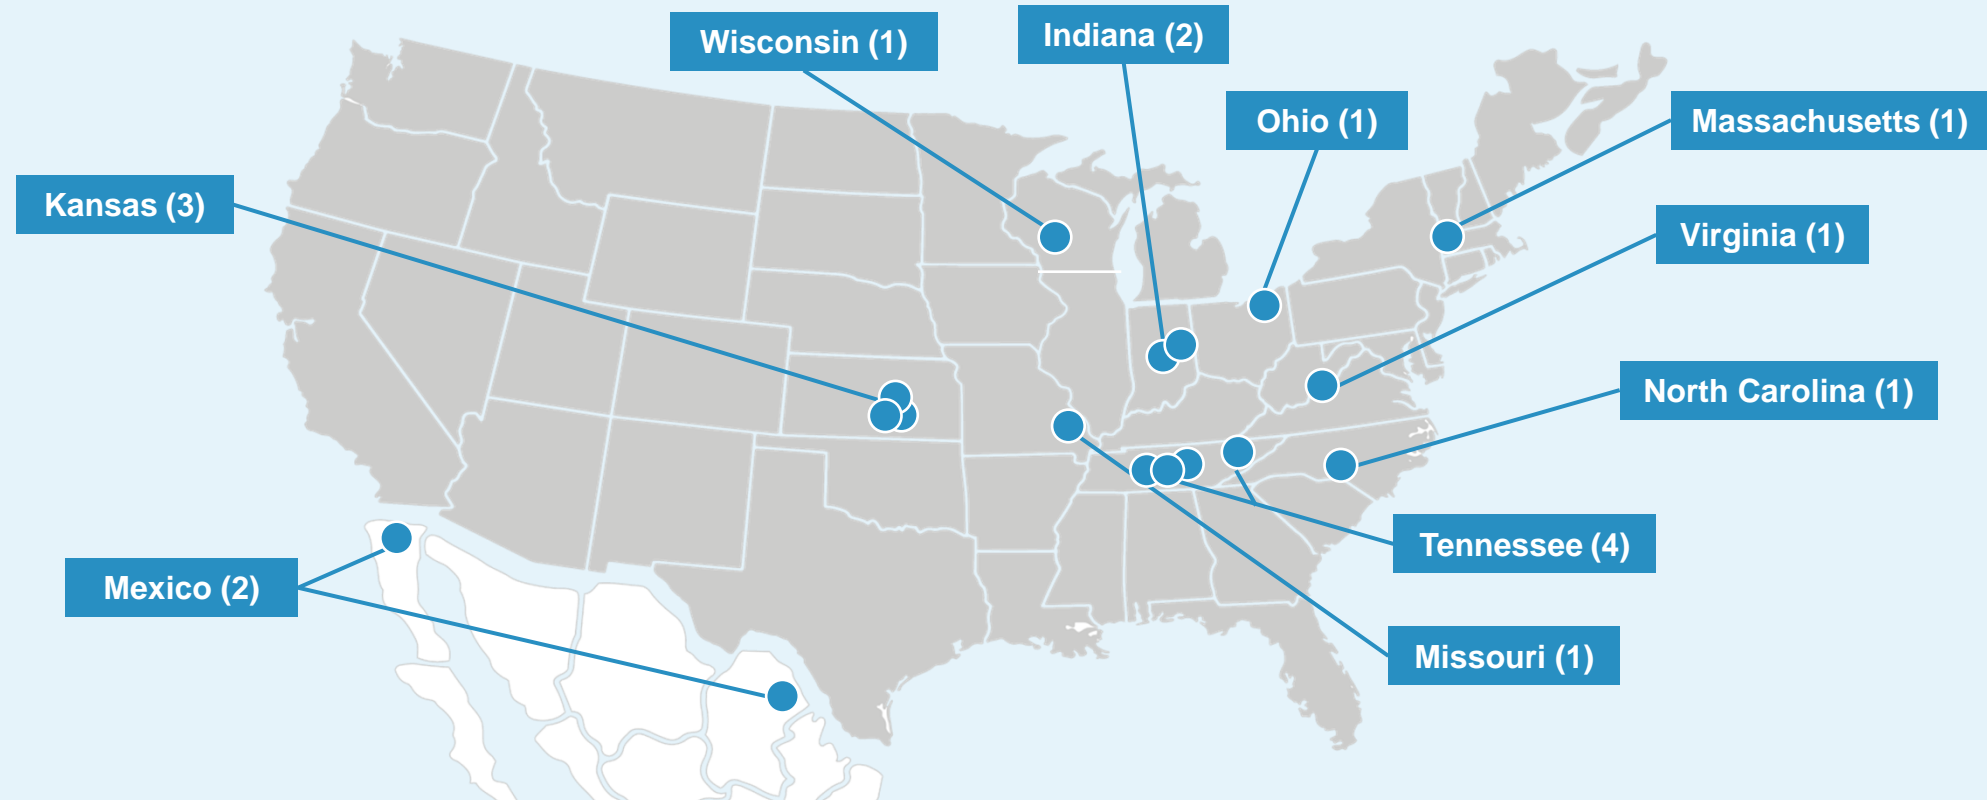 Wisconsin (1)
Indiana (2)
Ohio (1)
Massachusetts (1)
Kansas (3)
Virginia (1)
North Carolina (1)
Tennessee (4)
Mexico (2)
Missouri (1)